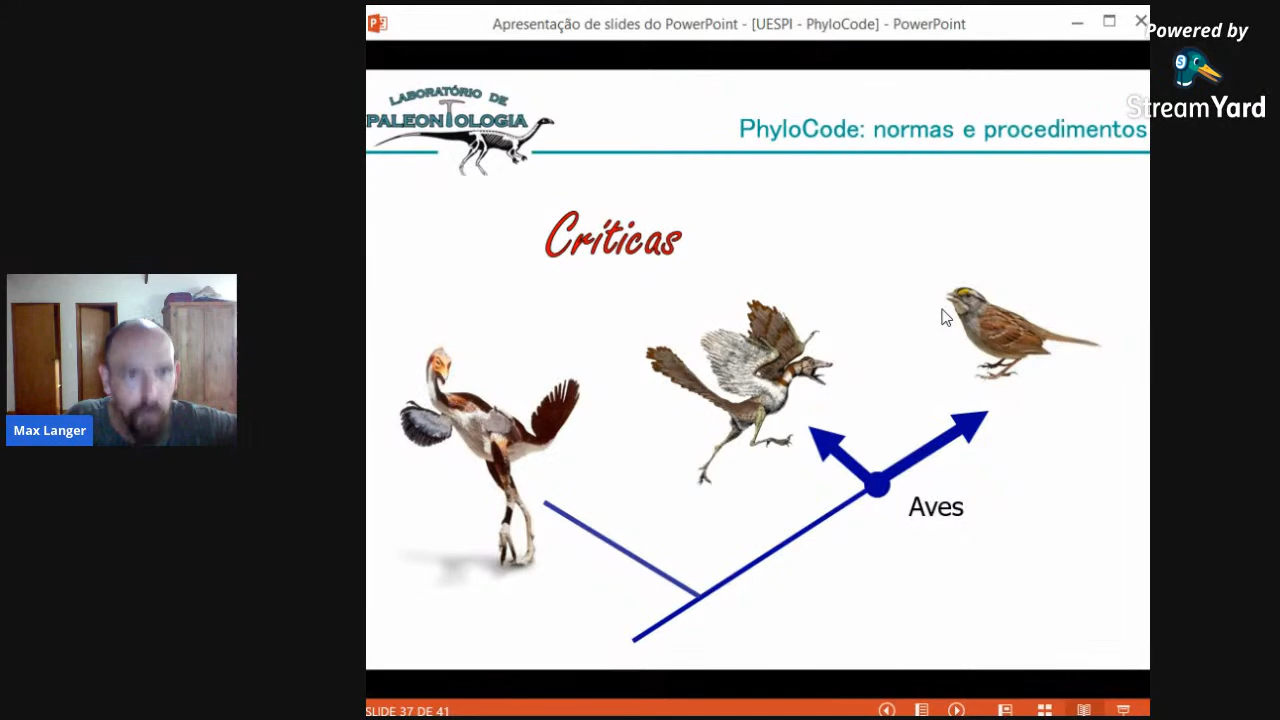 Apresentação de slides do PowerPoint - [UESPI - PhyloCode] - PowerPoint
Powered by
StreamYard
LABORATÓRIO DE
PALEONTOLOGIA
PhyloCode: normas e procedimentos
Críticas
Max Langer
Aves
SLIDE 37 DE 41